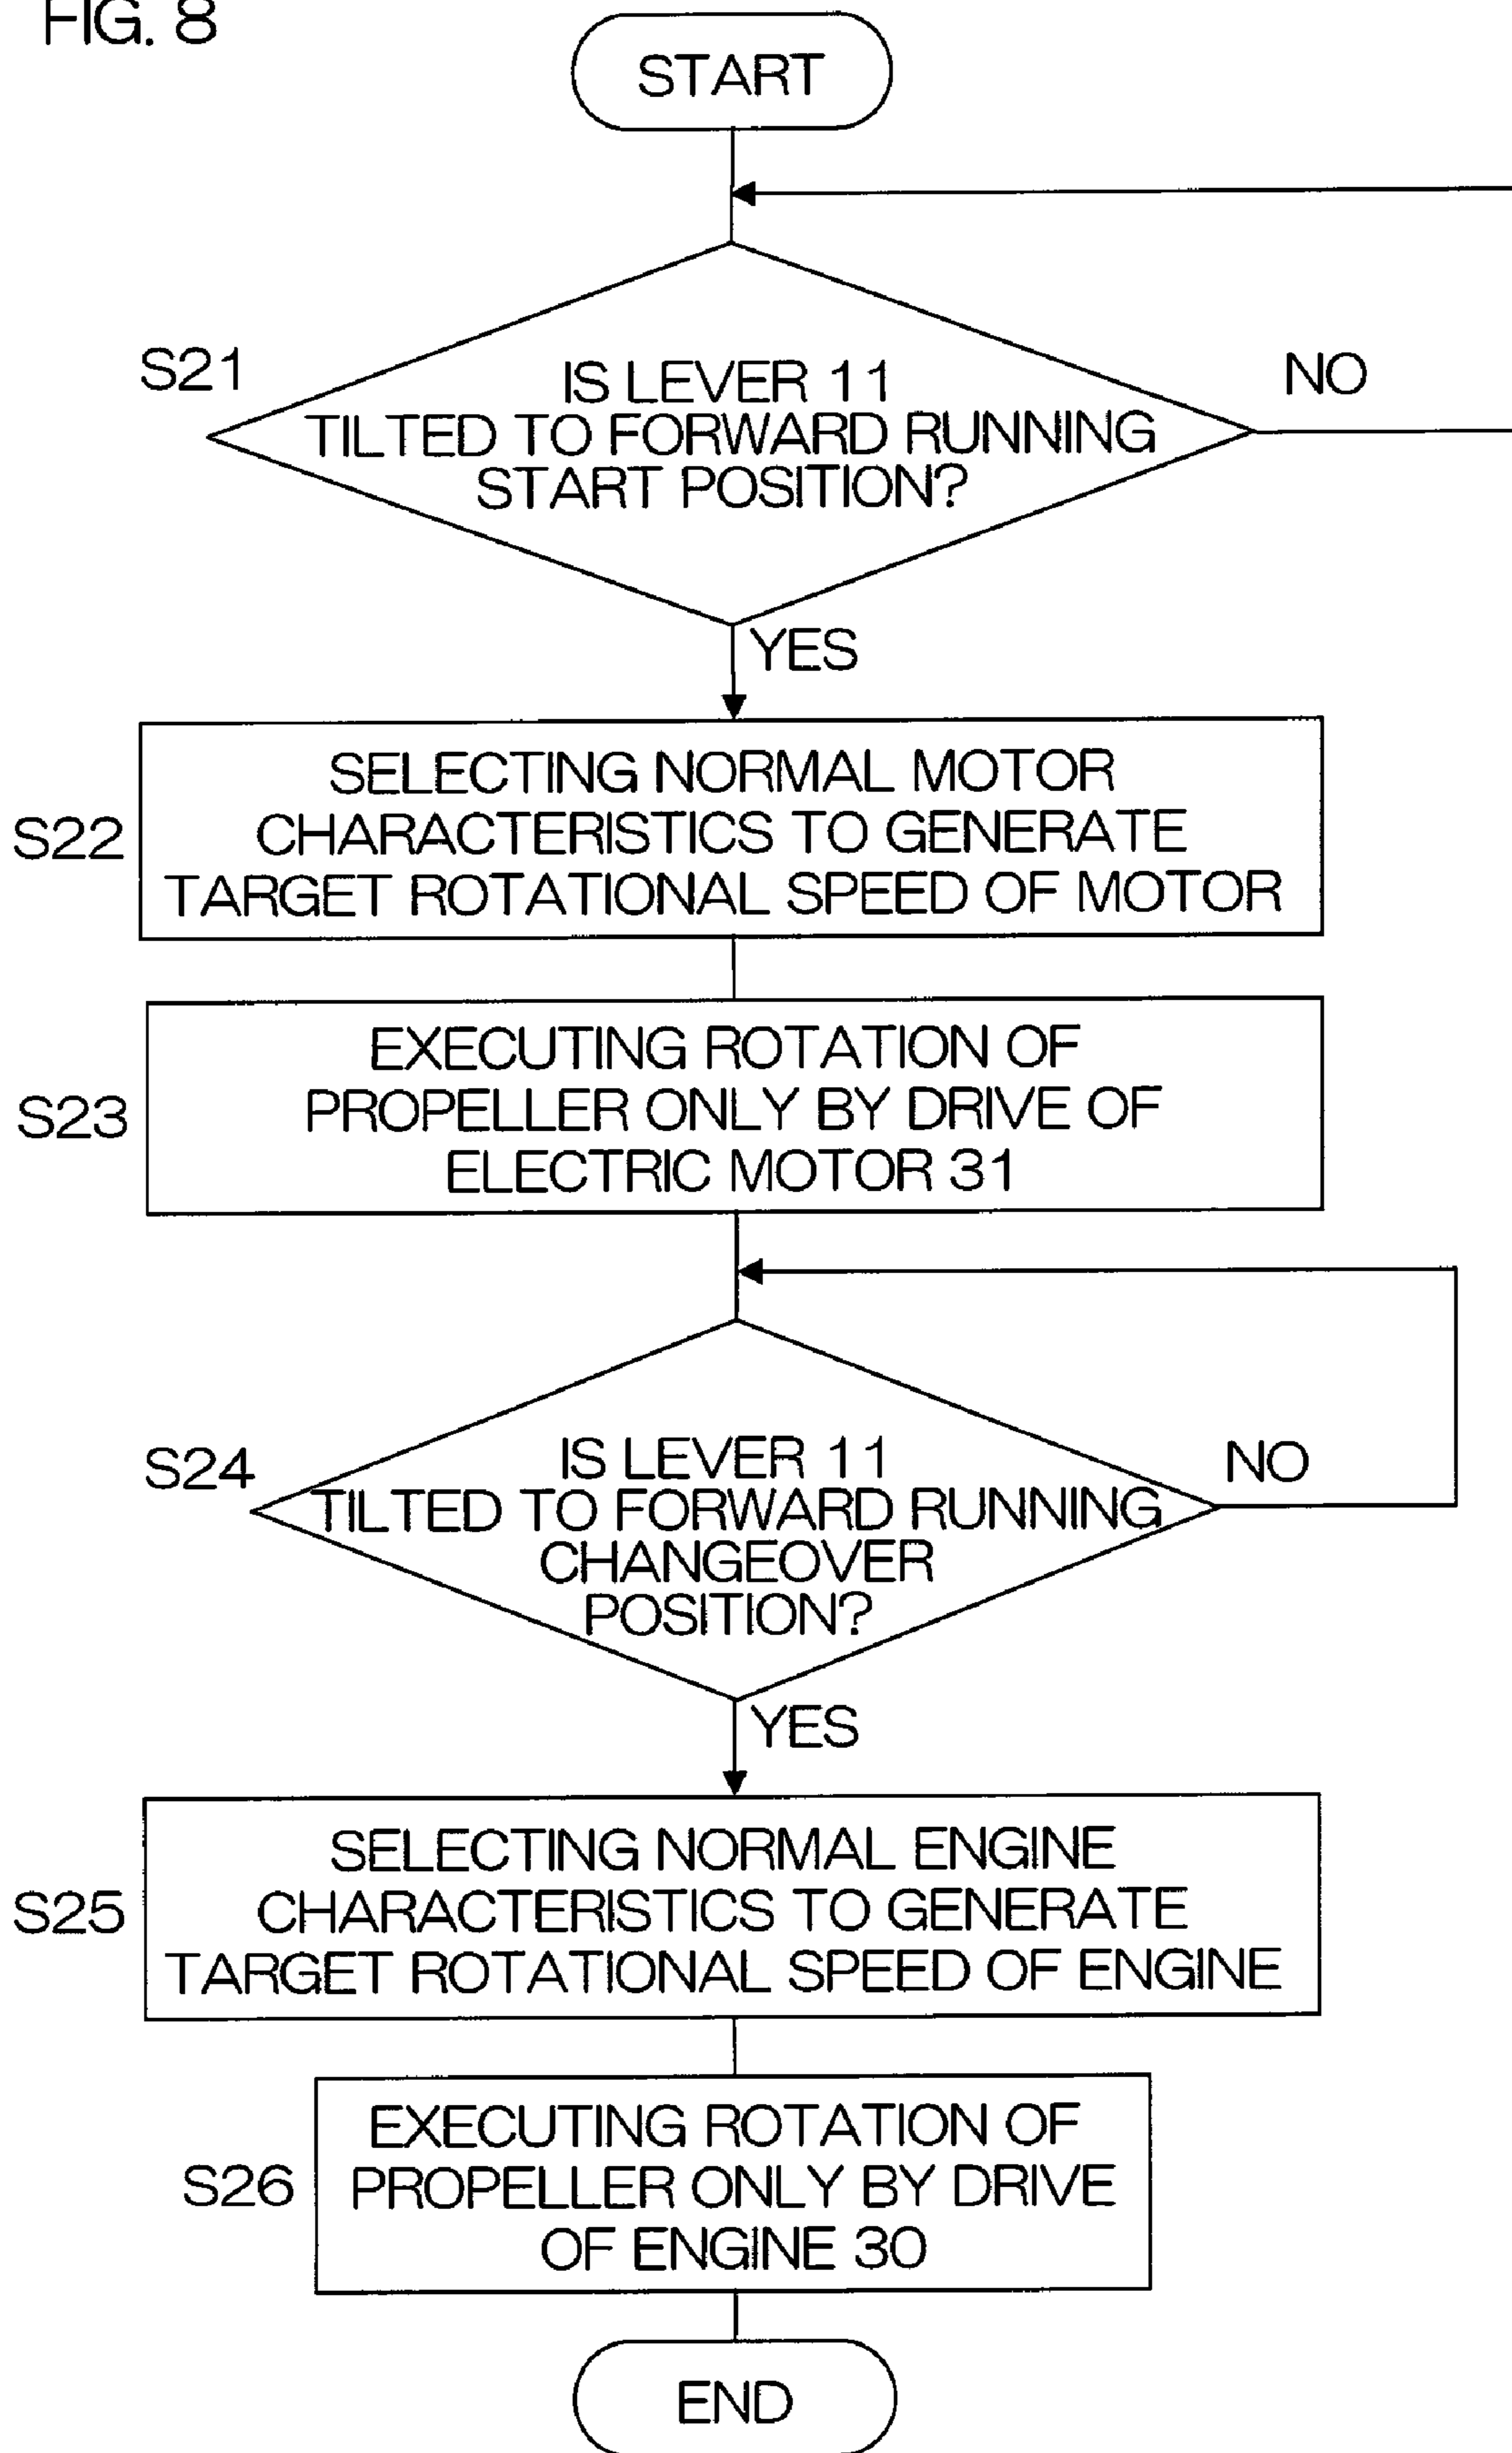 FIG. 8
START
S21
IS LEVER 11
TILTED TO FORWARD RUNNING
START POSITION?
NO
YES
S22
SELECTING NORMAL MOTOR
CHARACTERISTICS TO GENERATE
TARGET ROTATIONAL SPEED OF MOTOR
S23
EXECUTING ROTATION OF
PROPELLER ONLY BY DRIVE OF
ELECTRIC MOTOR 31
S24
IS LEVER 11
TILTED TO FORWARD RUNNING
CHANGEOVER
POSITION?
NO
YES
S25
SELECTING NORMAL ENGINE
CHARACTERISTICS TO GENERATE
TARGET ROTATIONAL SPEED OF ENGINE
S26
EXECUTING ROTATION OF
PROPELLER ONLY BY DRIVE
OF ENGINE 30
END